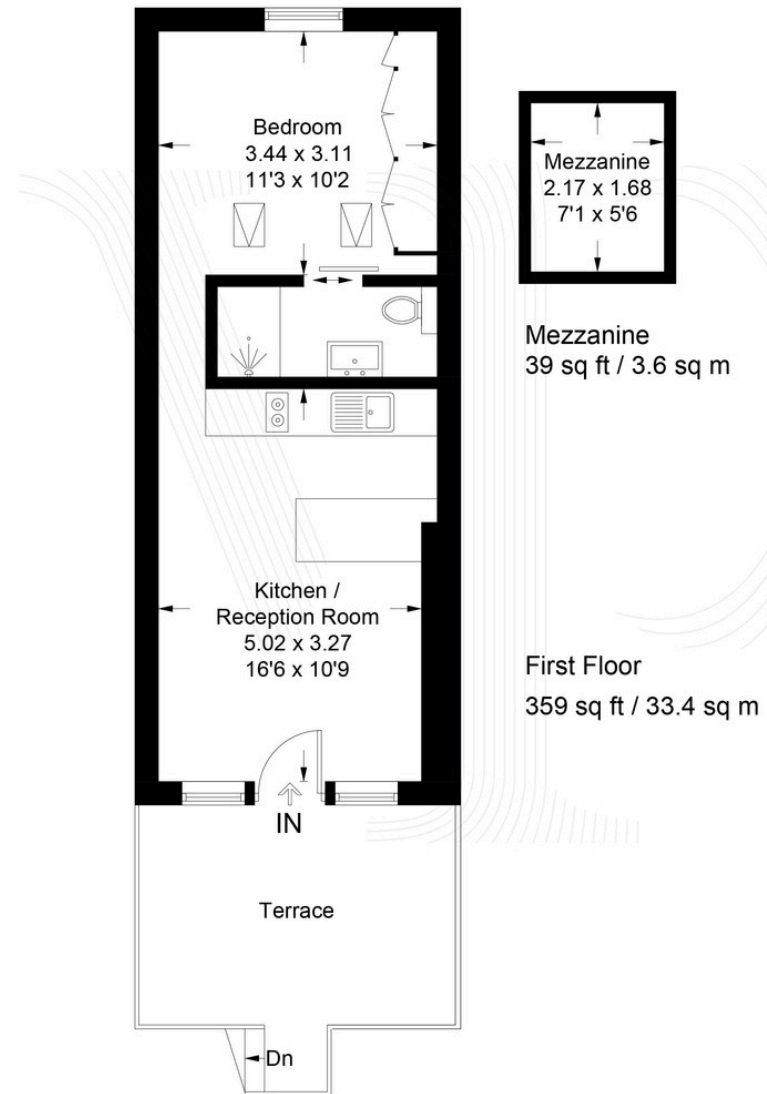 Bedroom
3.44 x 3.11
11'3 x 10'2
Mezzanine
2.17 x 1.68
7'1 x 5'6
Mezzanine
39 sq ft / 3.6 sq m
Kitchen /
Reception Room
5.02 x 3.27
16'6 x 10'9
First Floor
359 sq ft / 33.4 sq m
IN
Terrace
Dn